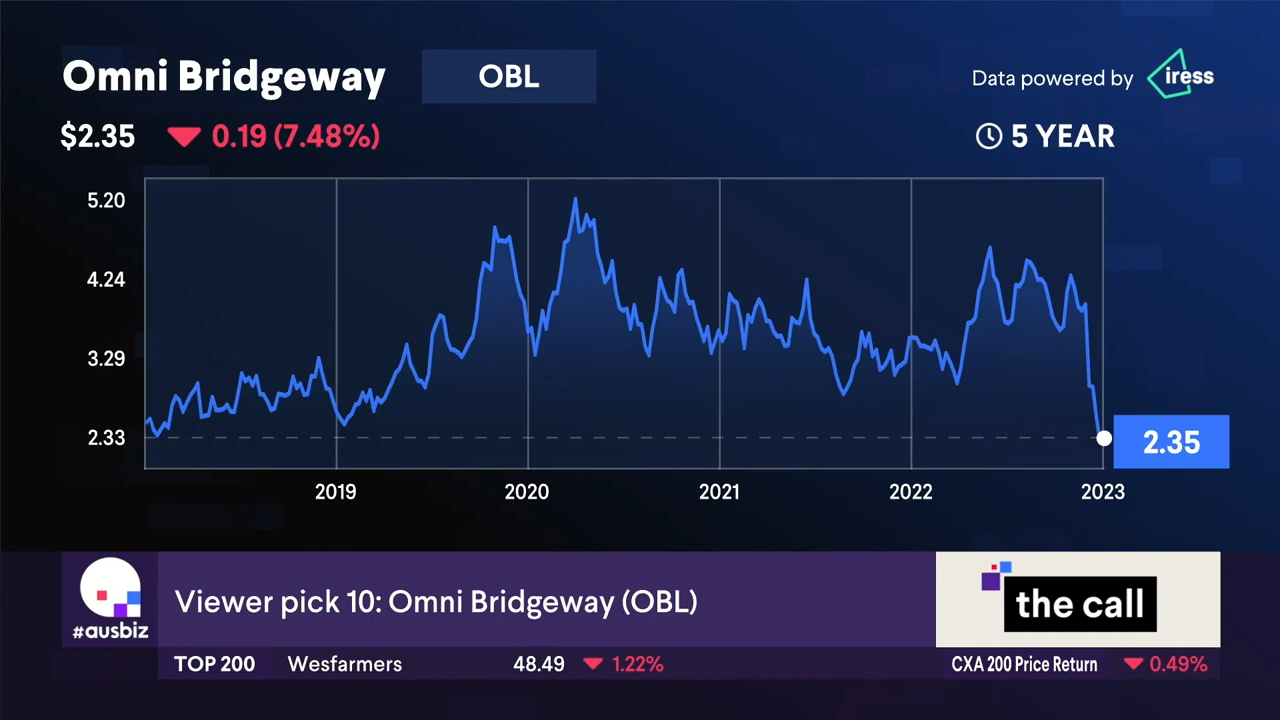 Omni Bridgeway OBL
Data powered by iress
$2.35 0.19 (7.48%)
5 YEAR
5.20
4.24
3.29
2.33
2.35
2019 2020 2021 2022 2023
#ausbiz
Viewer pick 10: Omni Bridgeway (OBL)
the call
TOP 200 Wesfarmers 48.49 1.22% CXA 200 Price Return 0.49%